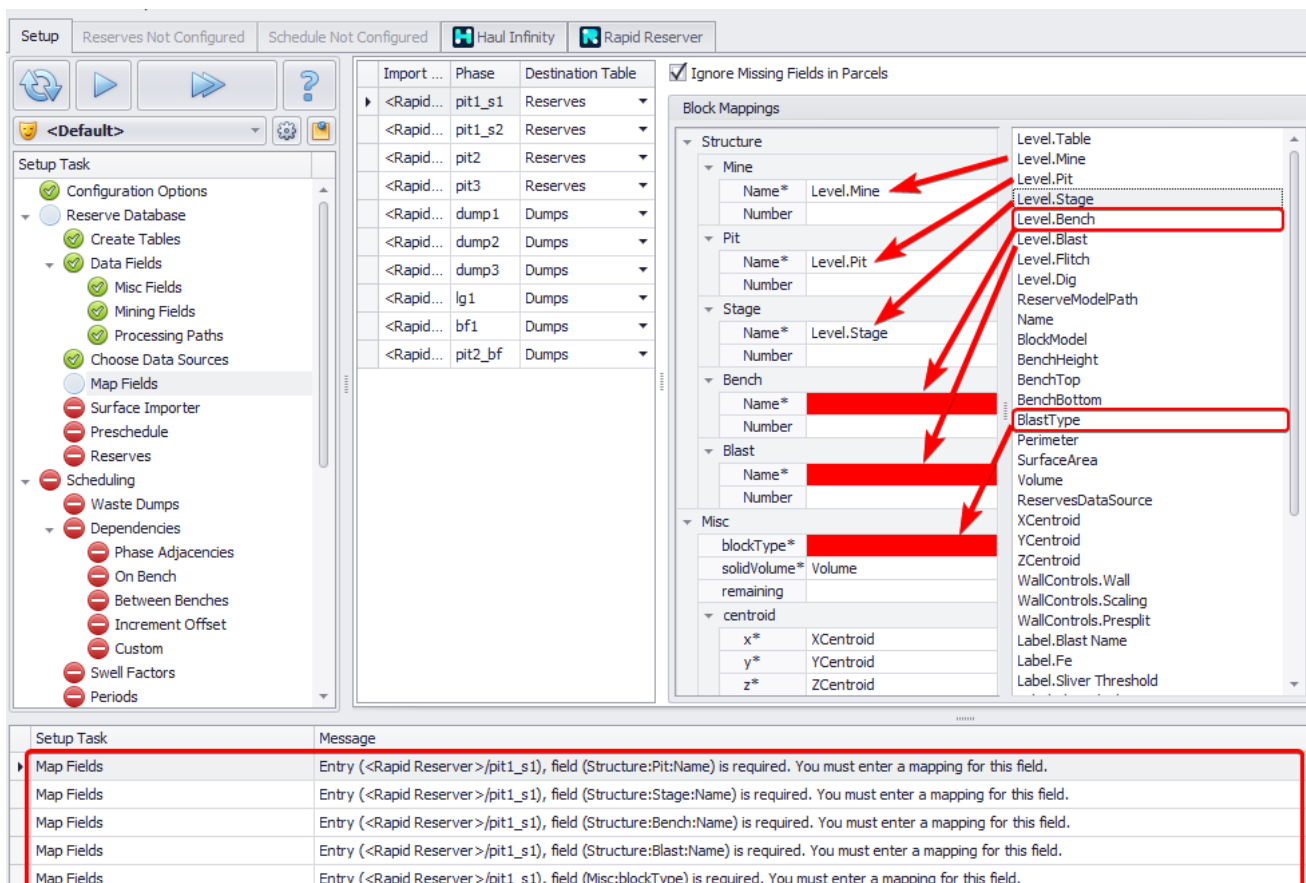 Setup Reserves Not Configured Schedule Not Configured Haul Infinity Rapid Reserver
<Default>
Setup Task
Configuration Options
Reserve Database
Create Tables
Data Fields
Misc Fields
Mining Fields
Processing Paths
Choose Data Sources
Map Fields
Surface Importer
Preschedule
Reserves
Scheduling
Waste Dumps
Dependencies
Phase Adjacencies
On Bench
Between Benches
Increment Offset
Custom
Swell Factors
Periods
Import ... Phase Destination Table
<Rapid... pit1_s1 Reserves
<Rapid... pit1_s2 Reserves
<Rapid... pit2 Reserves
<Rapid... pit3 Reserves
<Rapid... dump1 Dumps
<Rapid... dump2 Dumps
<Rapid... dump3 Dumps
<Rapid... lg1 Dumps
<Rapid... bf1 Dumps
<Rapid... pit2_bf Dumps
Ignore Missing Fields in Parcels
Block Mappings
Structure
Mine
Name* Level.Mine
Number
Pit
Name* Level.Pit
Number
Stage
Name* Level.Stage
Number
Bench
Name*
Number
Blast
Name*
Number
Misc
blockType*
solidVolume* Volume
remaining
centroid
x* XCentroid
y* YCentroid
z* ZCentroid
Level.Table
Level.Mine
Level.Pit
Level.Stage
Level.Bench
Level.Blast
Level.Flitch
Level.Dig
ReserveModelPath
Name
BlockModel
BenchHeight
BenchTop
BenchBottom
BlastType
Perimeter
SurfaceArea
Volume
ReservesDataSource
XCentroid
YCentroid
ZCentroid
WallControls.Wall
WallControls.Scaling
WallControls.Presplit
Label.Blast Name
Label.Fe
Label.Sliver Threshold
Setup Task Message
Map Fields Entry (<Rapid Reserver>/pit1_s1), field (Structure:Pit:Name) is required. You must enter a mapping for this field.
Map Fields Entry (<Rapid Reserver>/pit1_s1), field (Structure:Stage:Name) is required. You must enter a mapping for this field.
Map Fields Entry (<Rapid Reserver>/pit1_s1), field (Structure:Bench:Name) is required. You must enter a mapping for this field.
Map Fields Entry (<Rapid Reserver>/pit1_s1), field (Structure:Blast:Name) is required. You must enter a mapping for this field.
Map Fields Entry (<Rapid Reserver>/pit1_s1), field (Misc:blockType) is required. You must enter a mapping for this field.